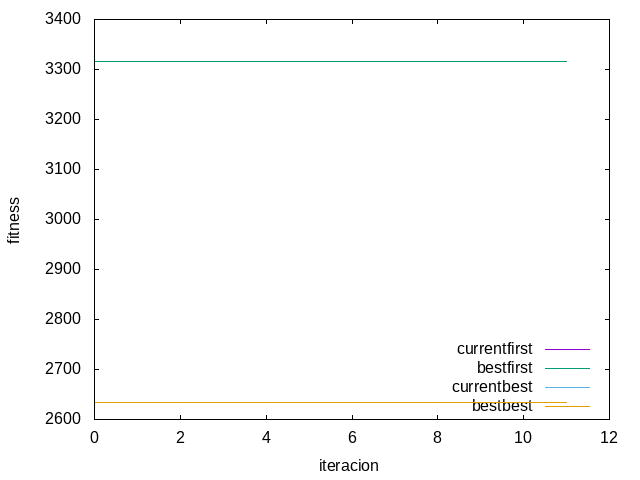 3400
3300
3200
3100
3000
2900
2800
2700
2600
fitness
currentfirst
bestfirst
currentbest
bestbest
0 2 4 6 8 10 12
iteracion